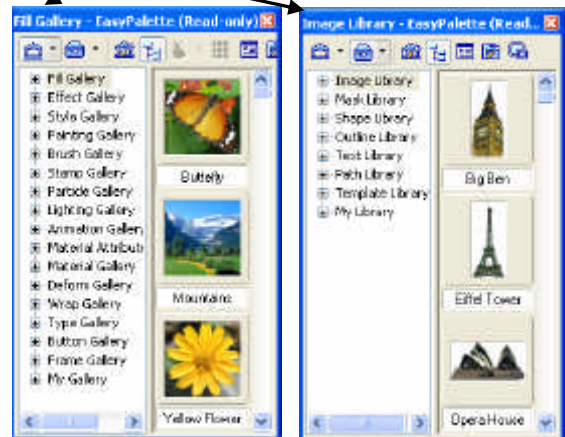 Fill Gallery - EasyPalette (Read-only)
Fill Gallery
Effect Gallery
Style Gallery
Painting Gallery
Brush Gallery
Stamp Gallery
Particle Gallery
Lighting Gallery
Animation Gallery
Material Attribut
Material Gallery
Deform Gallery
Wrap Gallery
Type Gallery
Button Gallery
Frame Gallery
My Gallery
Butterfly
Mountains
Yellow Flower
Image Library - EasyPalette (Read...
Image Library
Mask Library
Shape Library
Outline Library
Text Library
Path Library
Template Library
My Library
Big Ben
Eiffel Tower
Opera House